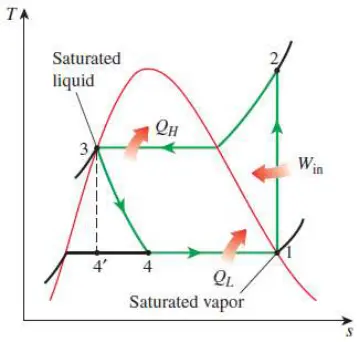 T
Saturated
liquid
2
Q_H
3
W_in
4′
4
1
Q_L
Saturated vapor
s